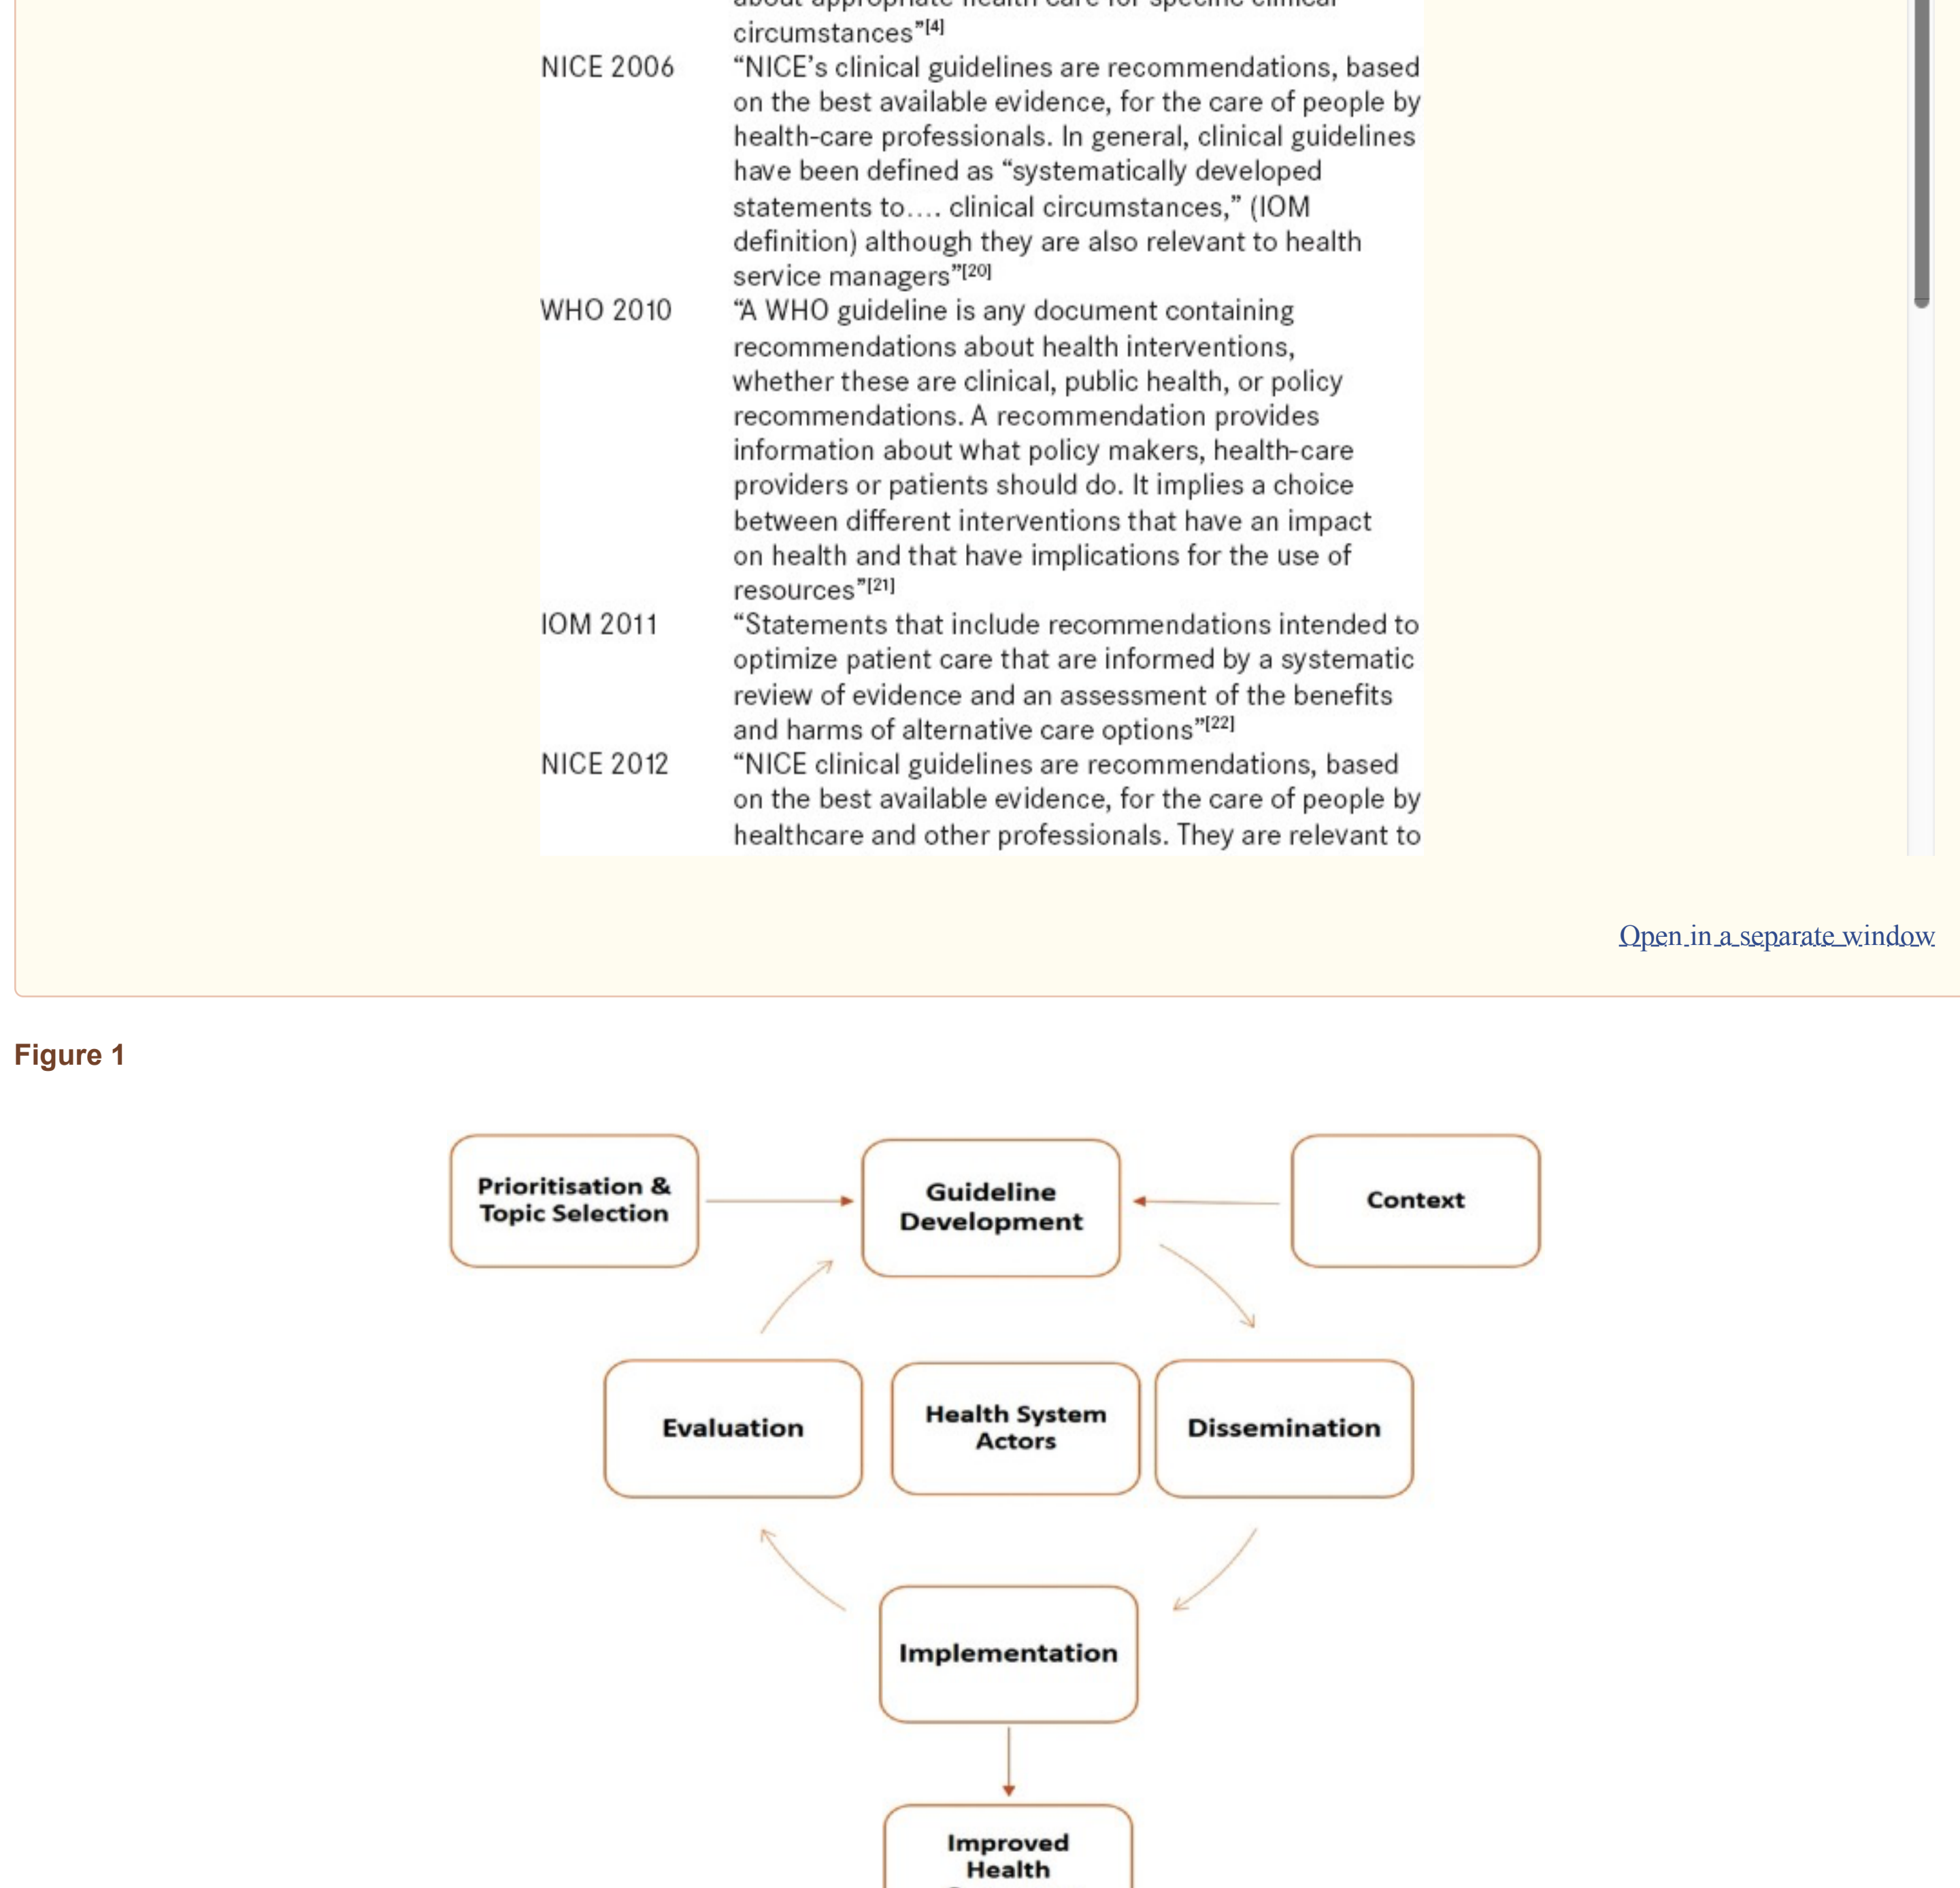 about appropriate health care for specific clinical
circumstances”[4]
NICE 2006 “NICE’s clinical guidelines are recommendations, based
on the best available evidence, for the care of people by
health-care professionals. In general, clinical guidelines
have been defined as “systematically developed
statements to.... clinical circumstances,” (IOM
definition) although they are also relevant to health
service managers”[20]
WHO 2010 “A WHO guideline is any document containing
recommendations about health interventions,
whether these are clinical, public health, or policy
recommendations. A recommendation provides
information about what policy makers, health-care
providers or patients should do. It implies a choice
between different interventions that have an impact
on health and that have implications for the use of
resources”[21]
IOM 2011 “Statements that include recommendations intended to
optimize patient care that are informed by a systematic
review of evidence and an assessment of the benefits
and harms of alternative care options”[22]
NICE 2012 “NICE clinical guidelines are recommendations, based
on the best available evidence, for the care of people by
healthcare and other professionals. They are relevant to
Open in a separate window
Figure 1
Prioritisation &
Topic Selection
Guideline
Development
Context
Evaluation
Health System
Actors
Dissemination
Implementation
Improved
Health